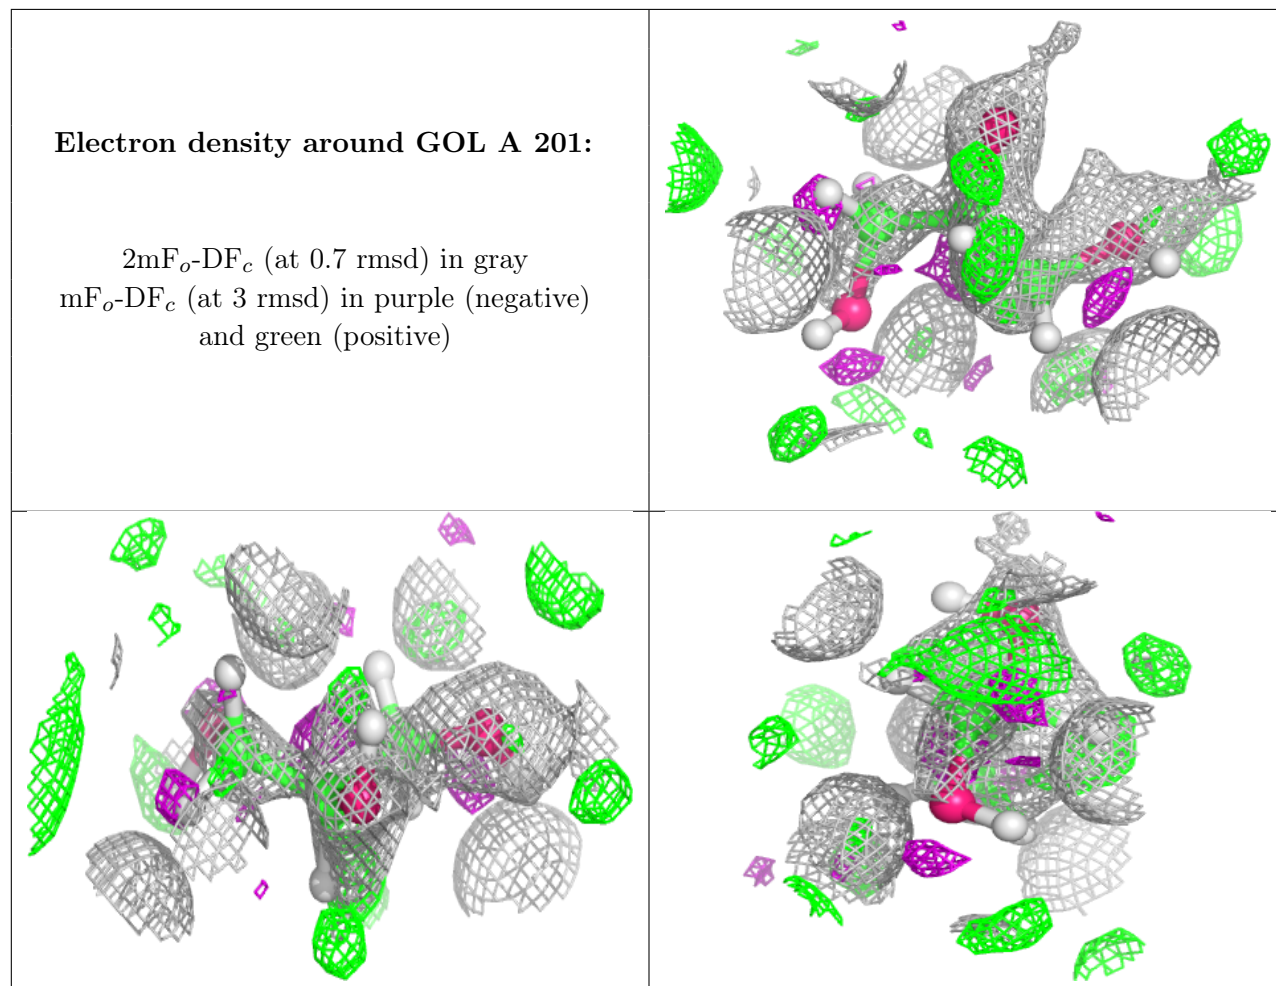 Electron density around GOL A 201:
2mFₒ-DF𝒸 (at 0.7 rmsd) in gray
mFₒ-DF𝒸 (at 3 rmsd) in purple (negative)
and green (positive)